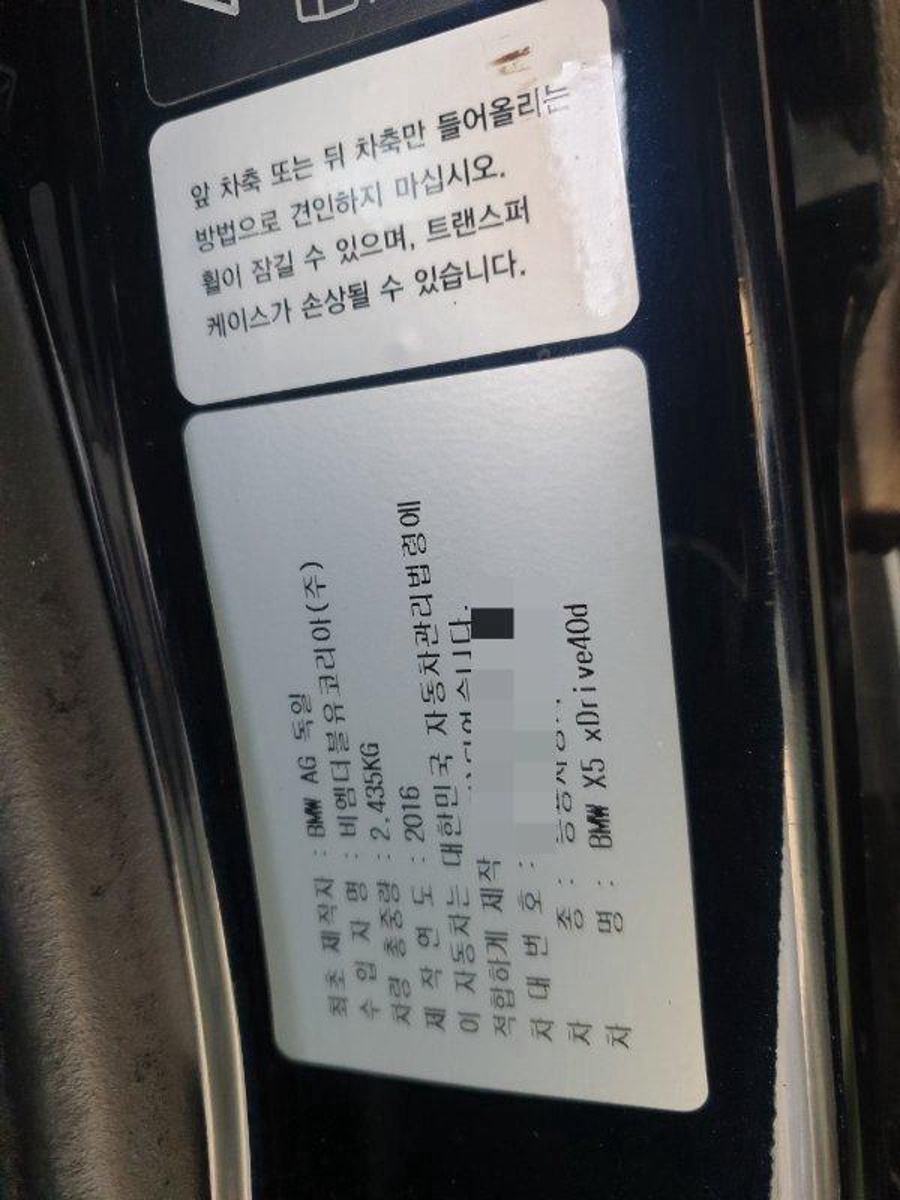 앞 차축 또는 뒤 차축만 들어올리는
방법으로 견인하지 마십시오.
휠이 잠길 수 있으며, 트랜스퍼
케이스가 손상될 수 있습니다.
최초 제작자 : BMW AG 독일
수 입 자 명 : 비엠더블유코리아(주)
차량 총중량 : 2.435KG
제 작 연 도 : 2016
이 자동차는 대한민국 자동차관리법령에
적합하게 제작
차 대 번 호 :
차 종 :
차 명 : BMW X5 xDrive40d